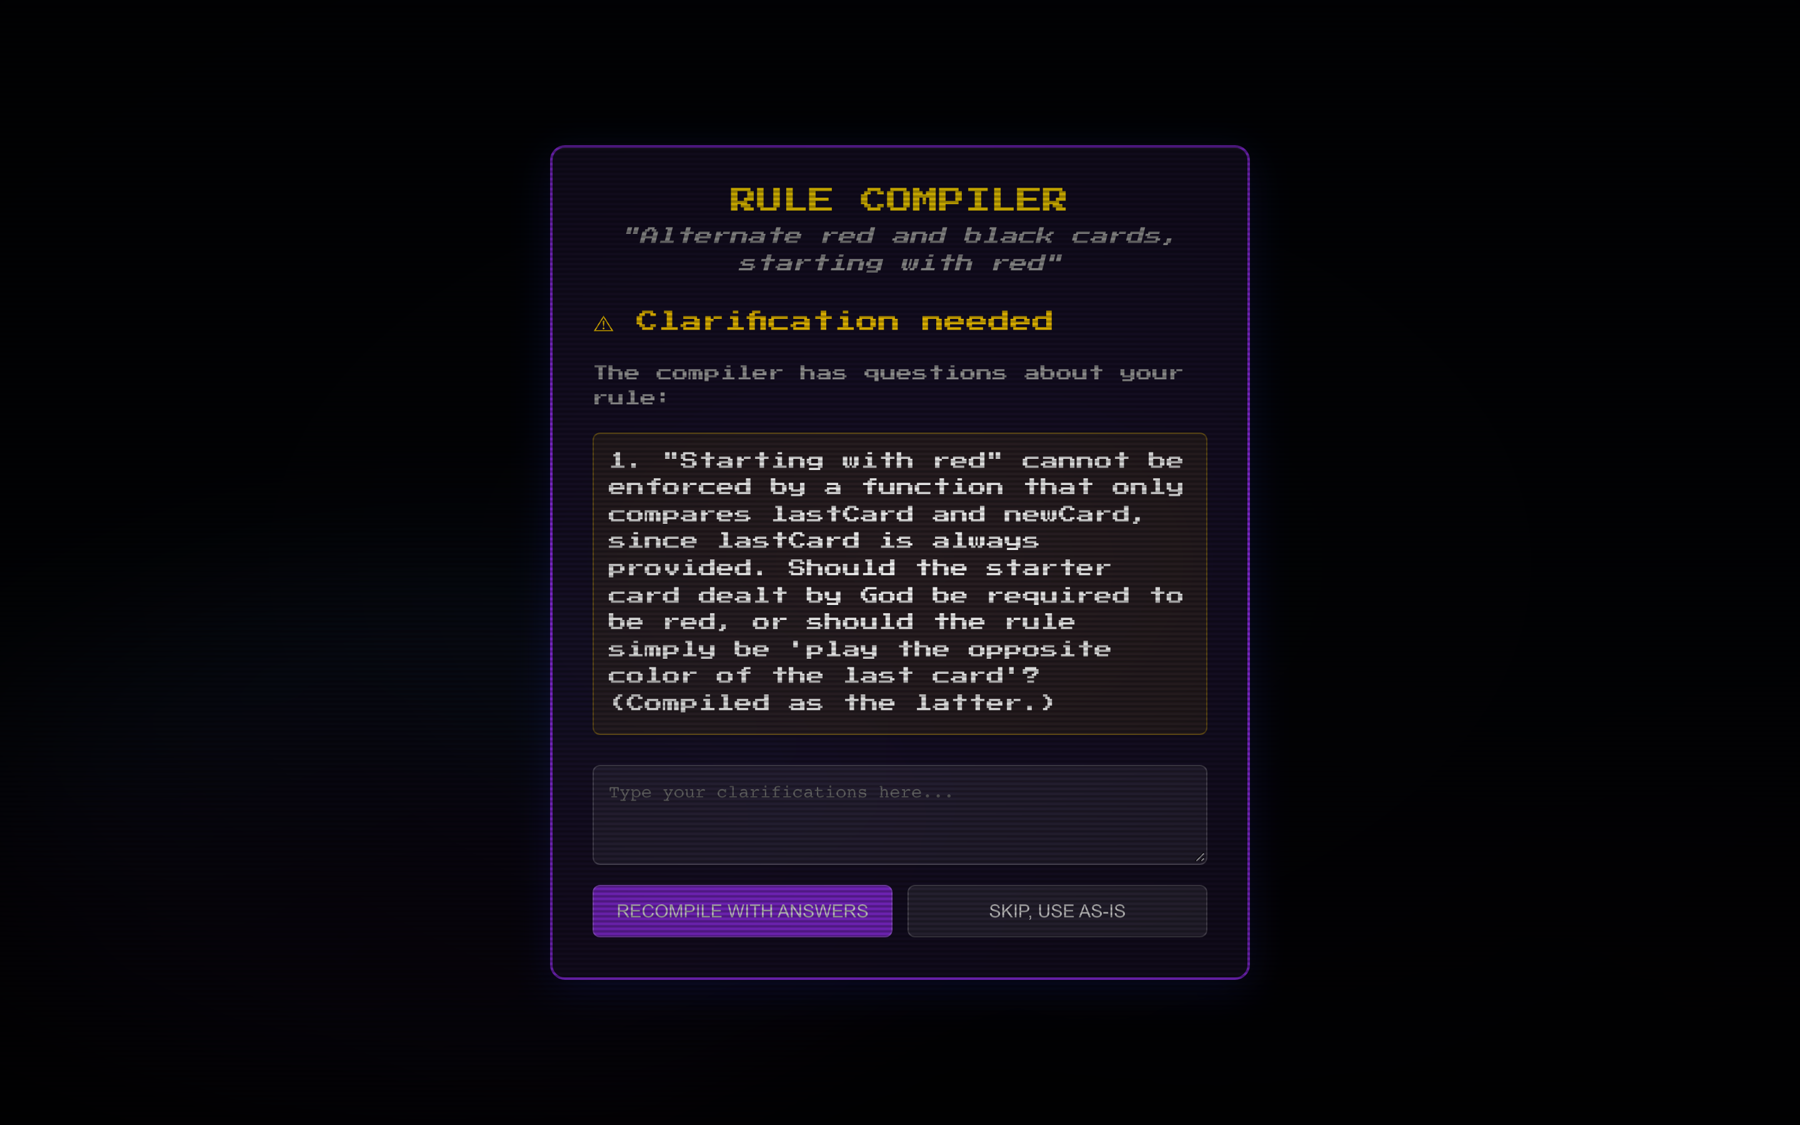 RULE COMPILER
"Alternate red and black cards,
starting with red"
⚠ Clarification needed
The compiler has questions about your
rule:
1. "Starting with red" cannot be
enforced by a function that only
compares lastCard and newCard,
since lastCard is always
provided. Should the starter
card dealt by God be required to
be red, or should the rule
simply be 'play the opposite
color of the last card'?
(Compiled as the latter.)
Type your clarifications here...
RECOMPILE WITH ANSWERS
SKIP, USE AS-IS